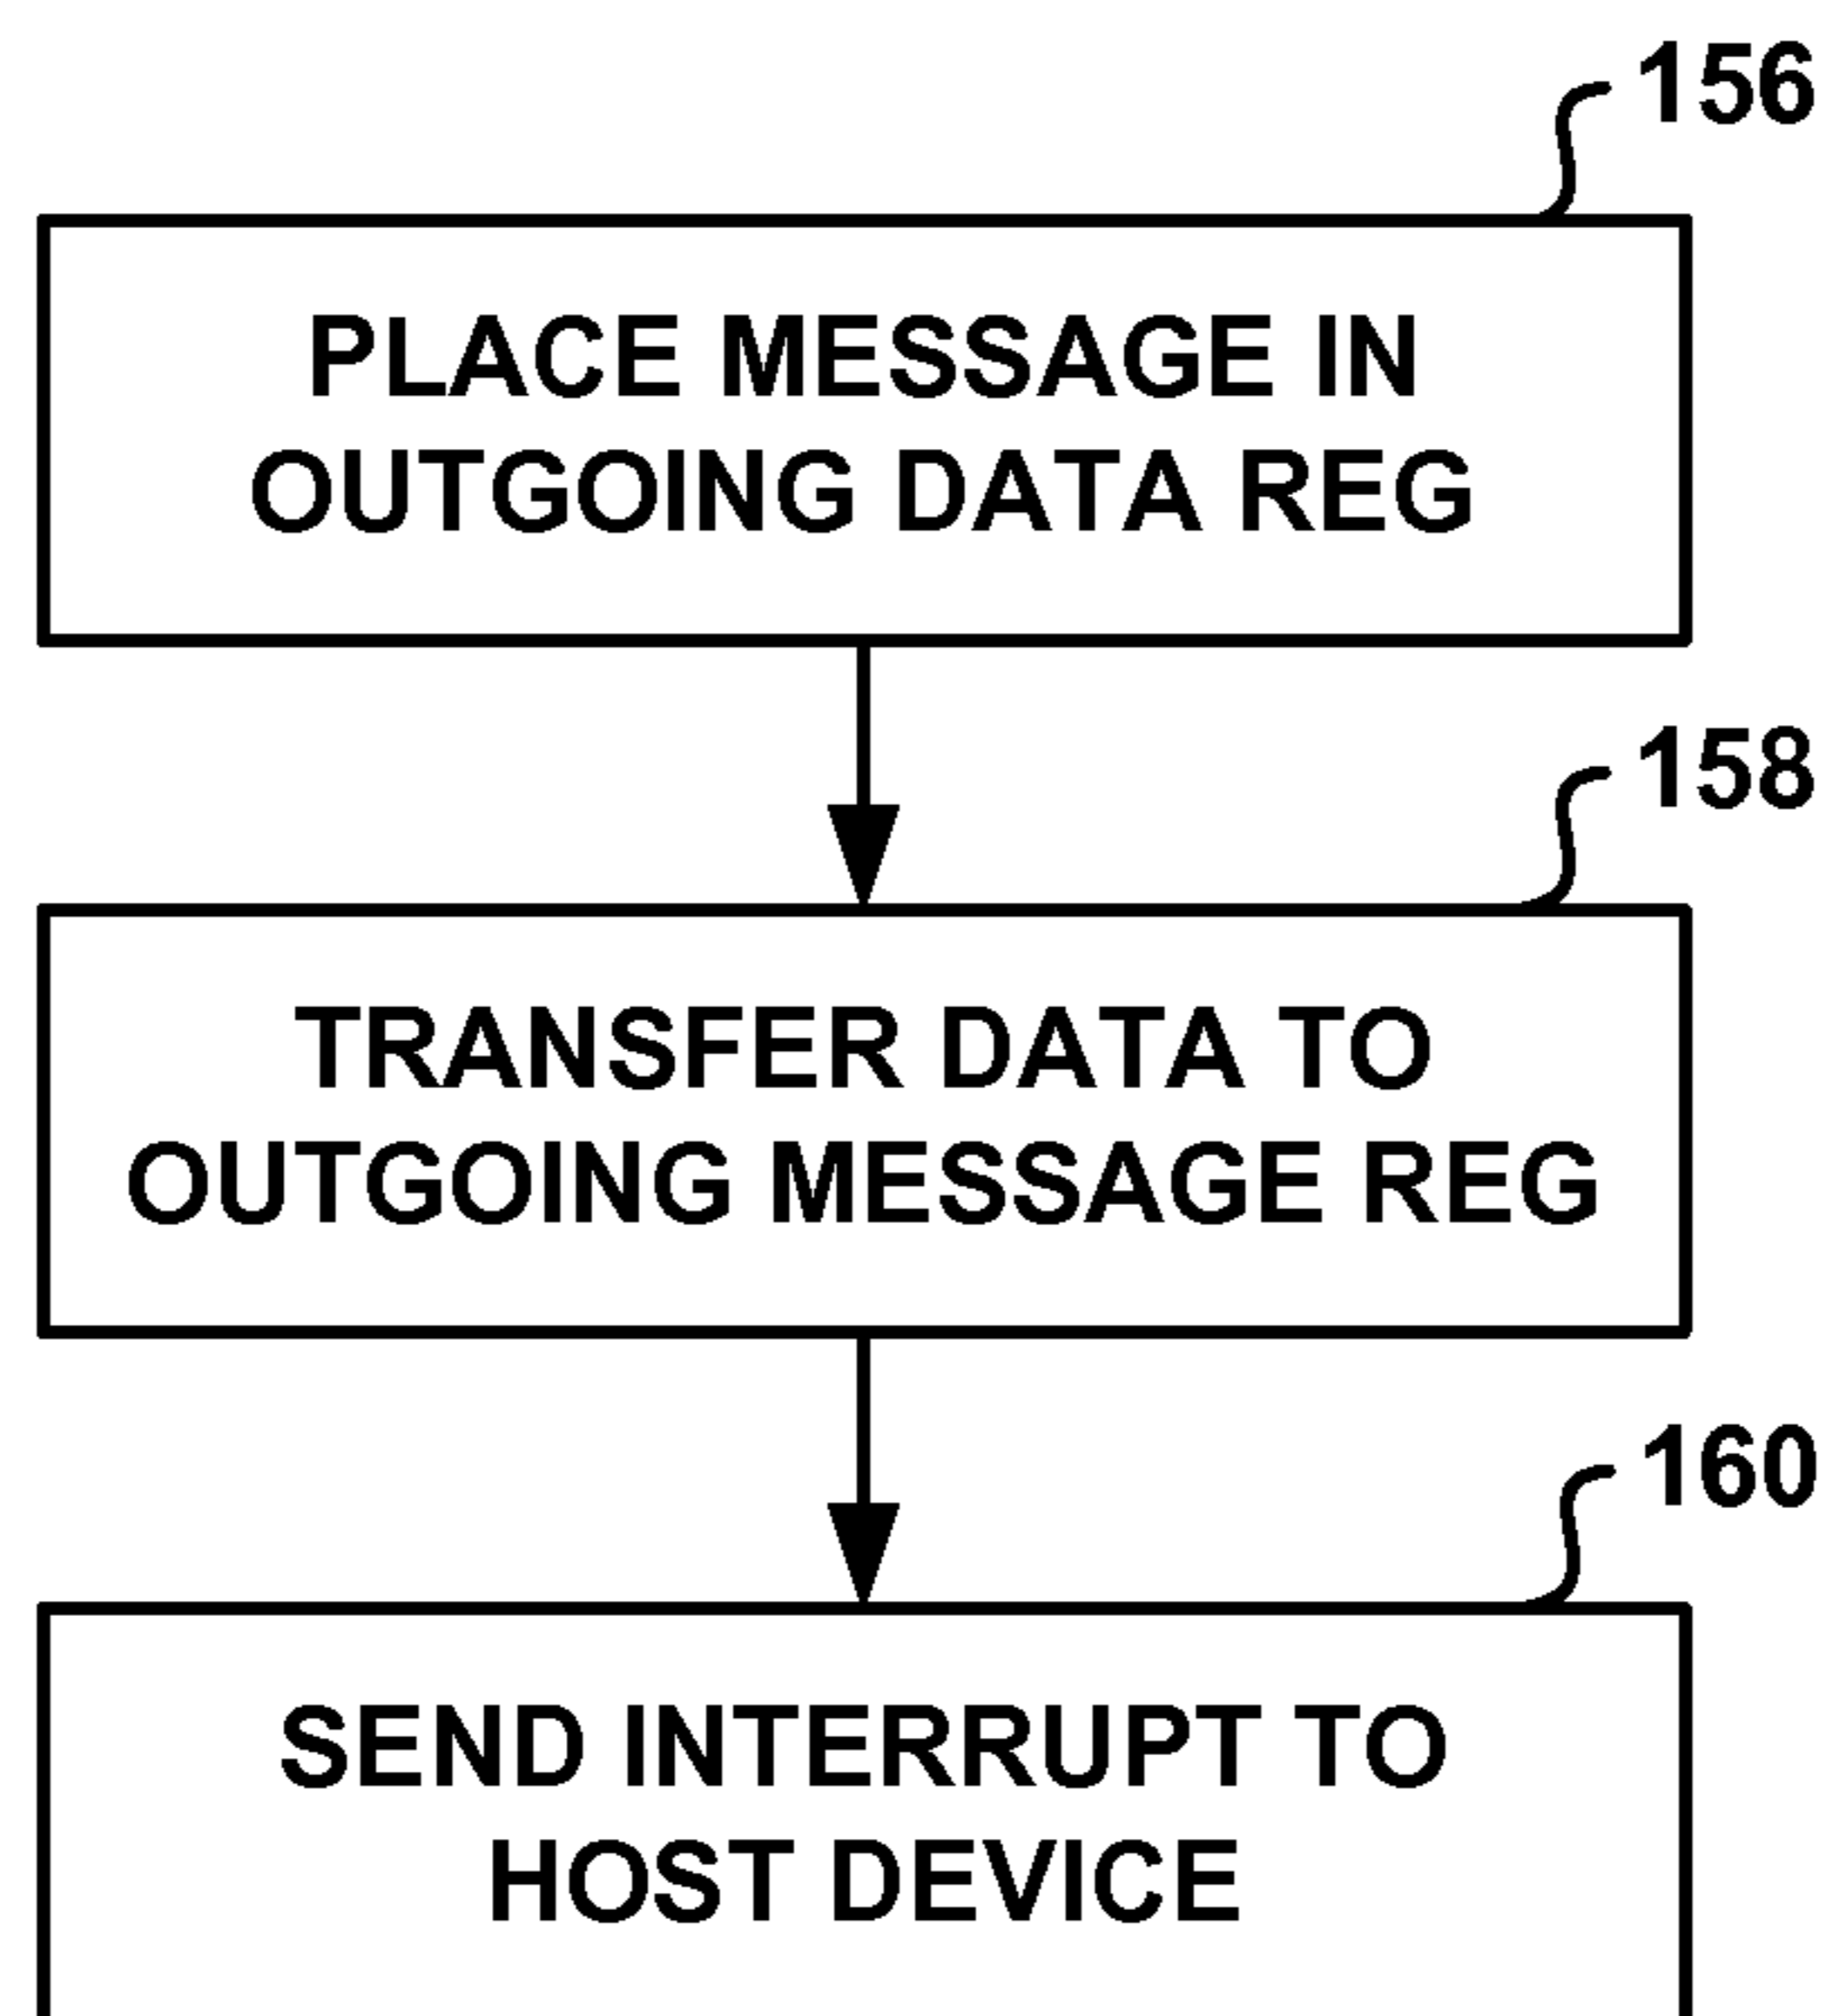 156
PLACE MESSAGE IN
OUTGOING DATA REG
158
TRANSFER DATA TO
OUTGOING MESSAGE REG
160
SEND INTERRUPT TO
HOST DEVICE